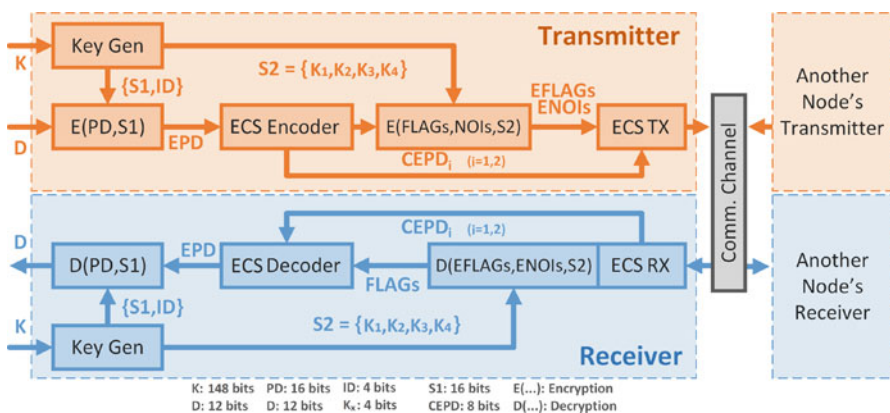 Transmitter
K
Key Gen
S2 = {K1,K2,K3,K4}
{S1,ID}
EFLAGs
ENOIs
D
E(PD,S1)
EPD
ECS Encoder
E(FLAGs,NOIs,S2)
ECS TX
CEPDi (i=1,2)
Another
Node's
Transmitter
Comm. Channel
CEPDi (i=1,2)
D
D(PD,S1)
EPD
ECS Decoder
FLAGs
D(EFLAGs,ENOIs,S2)
ECS RX
{S1,ID}
K
Key Gen
S2 = {K1,K2,K3,K4}
Receiver
Another
Node's
Receiver
K: 148 bits PD: 16 bits ID: 4 bits S1: 16 bits E(...): Encryption
D: 12 bits D: 12 bits Kx: 4 bits CEPD: 8 bits D(...): Decryption